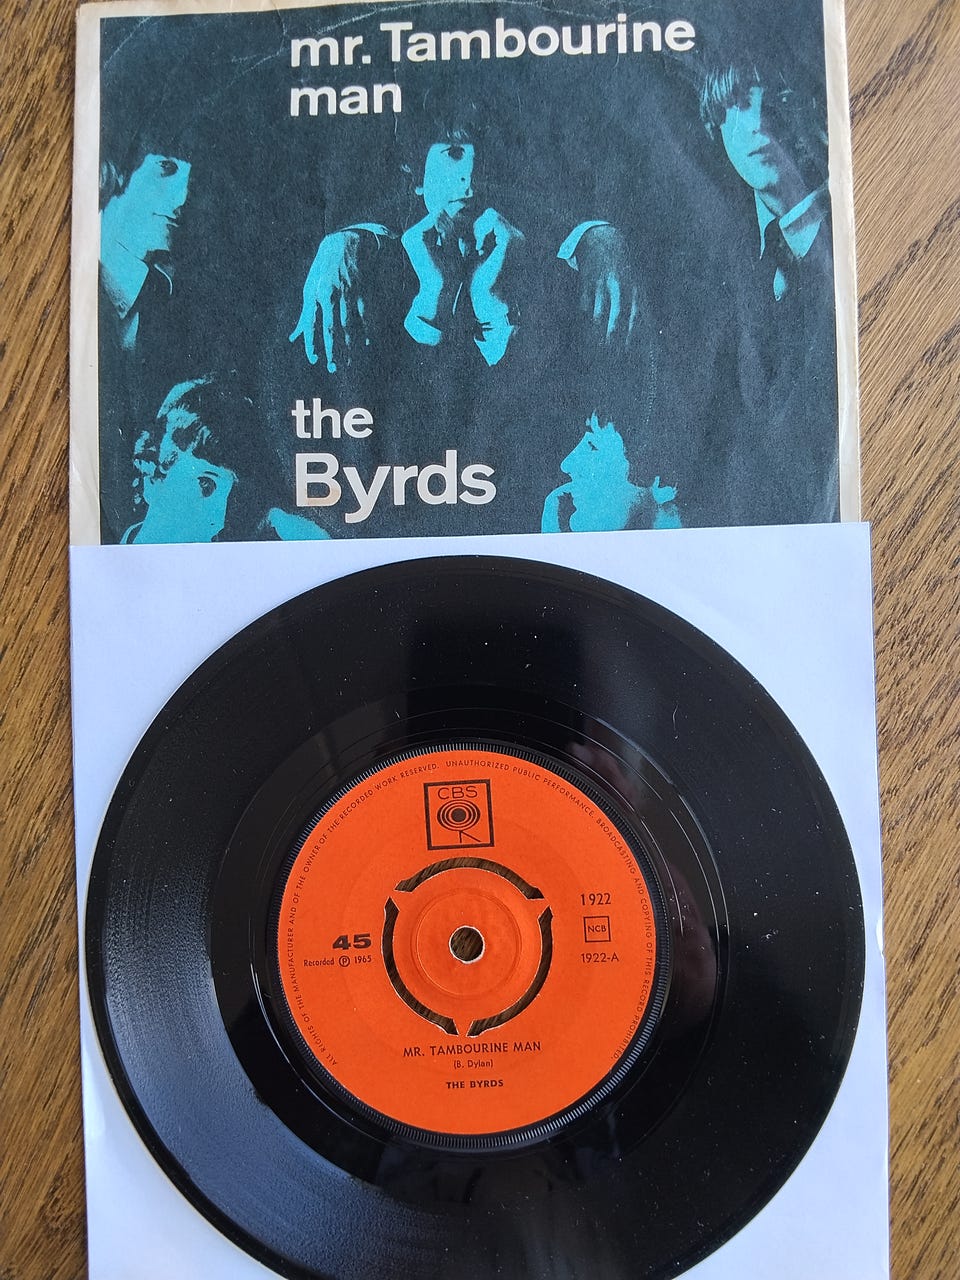 mr. Tambourine
man
the
Byrds
ALL RIGHTS OF THE MANUFACTURER AND OF THE OWNER OF THE RECORDED WORK RESERVED. UNAUTHORIZED PUBLIC PERFORMANCE, BROADCASTING AND COPYING OF THIS RECORD PROHIBITED.
CBS
1922
NCB
45
Recorded Ⓟ 1965
1922-A
MR. TAMBOURINE MAN
(B. Dylan)
THE BYRDS